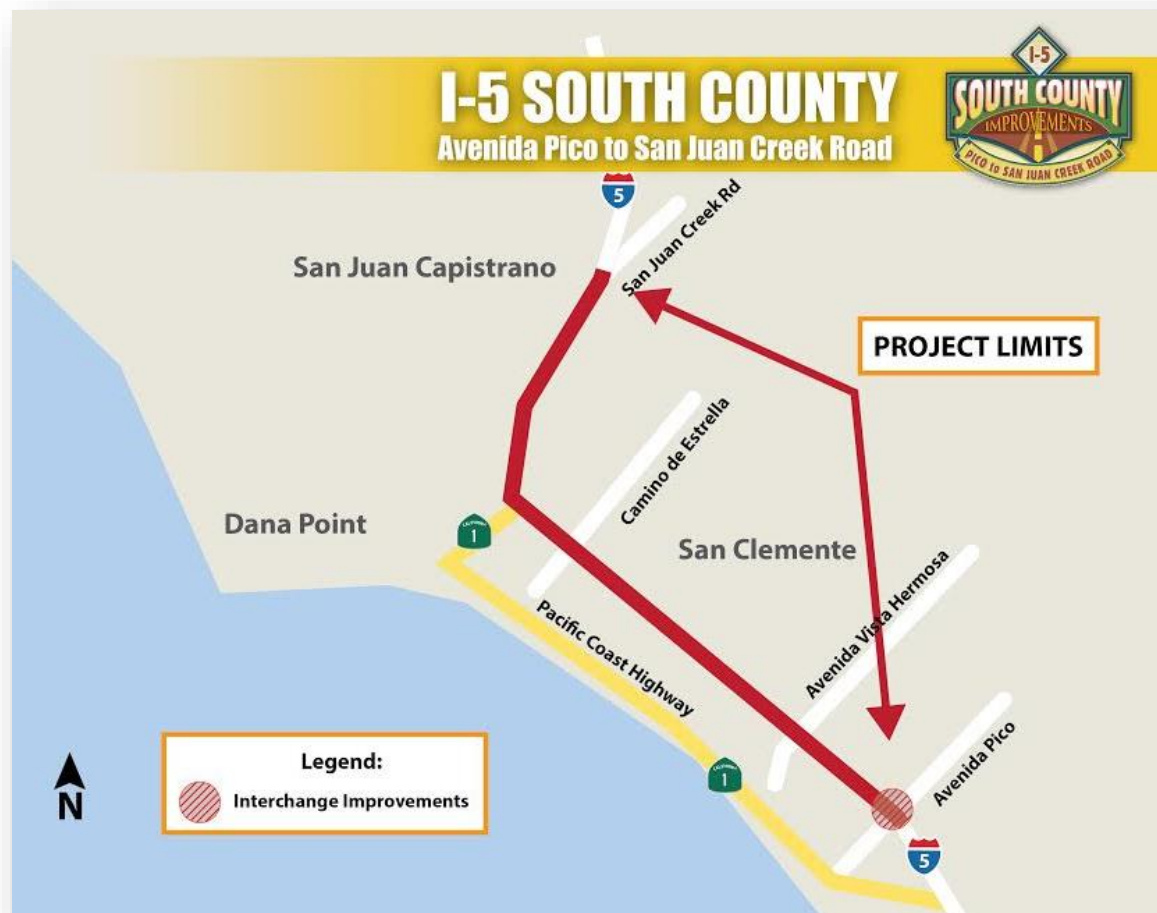 I-5 SOUTH COUNTY
Avenida Pico to San Juan Creek Road
I-5
SOUTH COUNTY
IMPROVEMENTS
PICO to SAN JUAN CREEK ROAD
5
San Juan Creek Rd
San Juan Capistrano
PROJECT LIMITS
Camino de Estrella
Dana Point
CALIFORNIA
1
San Clemente
Avenida Vista Hermosa
Pacific Coast Highway
Avenida Pico
CALIFORNIA
1
Legend:
Interchange Improvements
N
5